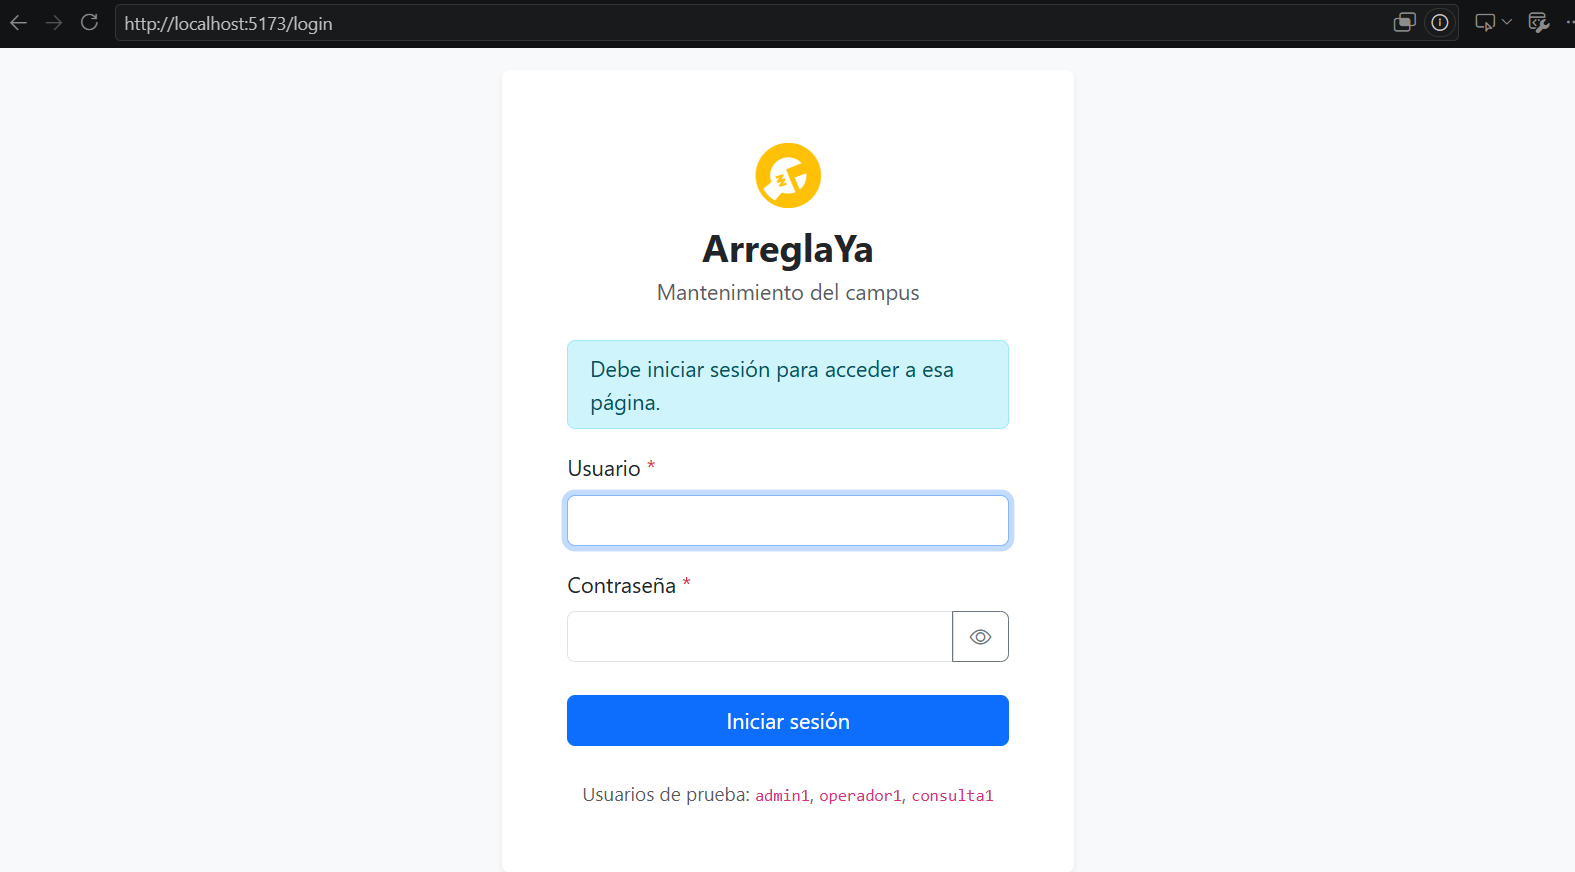 http://localhost:5173/login
ArreglaYa
Mantenimiento del campus
Debe iniciar sesión para acceder a esa
página.
Usuario *
Contraseña *
Iniciar sesión
Usuarios de prueba: admin1, operador1, consulta1